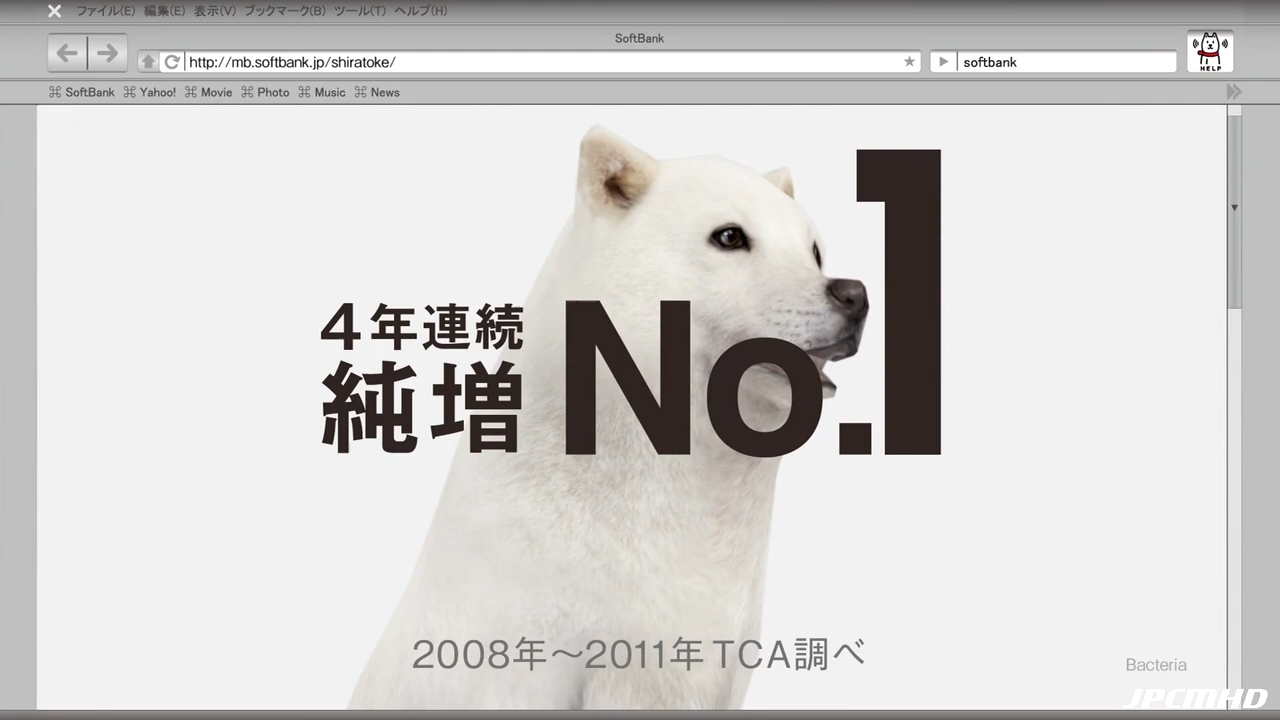 ファイル(E) 編集(E) 表示(V) ブックマーク(B) ツール(T) ヘルプ(H)
SoftBank
http://mb.softbank.jp/shiratoke/
softbank
HELP
SoftBank Yahoo! Movie Photo Music News
4年連続
純増 No.1
2008年〜2011年 TCA調べ
Bacteria
JPCMHD